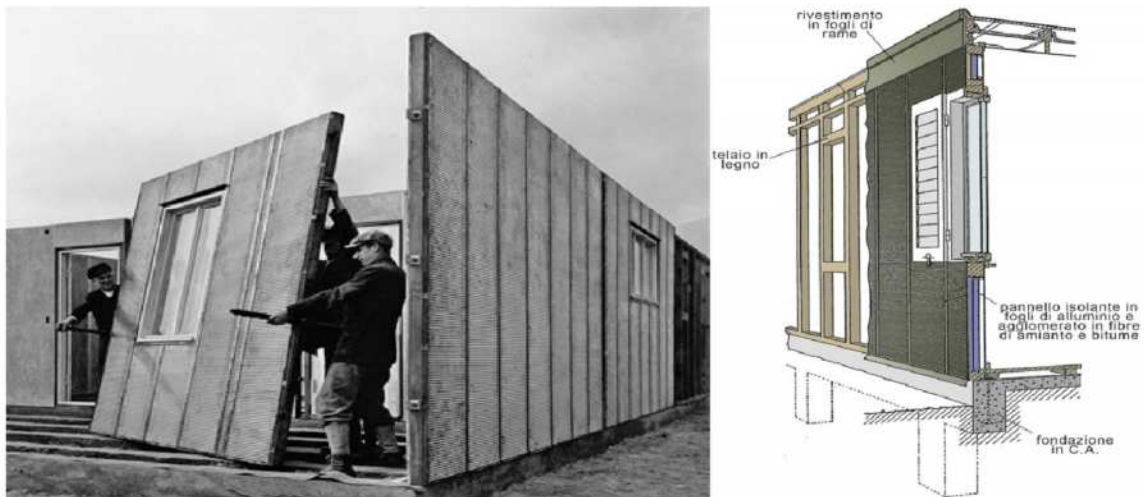 rivestimento
in fogli di
rame
telaio in
legno
pannello isolante in
fogli di alluminio e
agglomerato in fibre
di amianto e bitume
fondazione
in C.A.